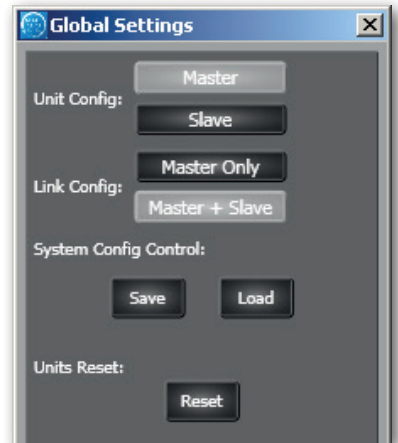 Global Settings
Master
Unit Config:
Slave
Master Only
Link Config:
Master + Slave
System Config Control:
Save Load
Units Reset:
Reset